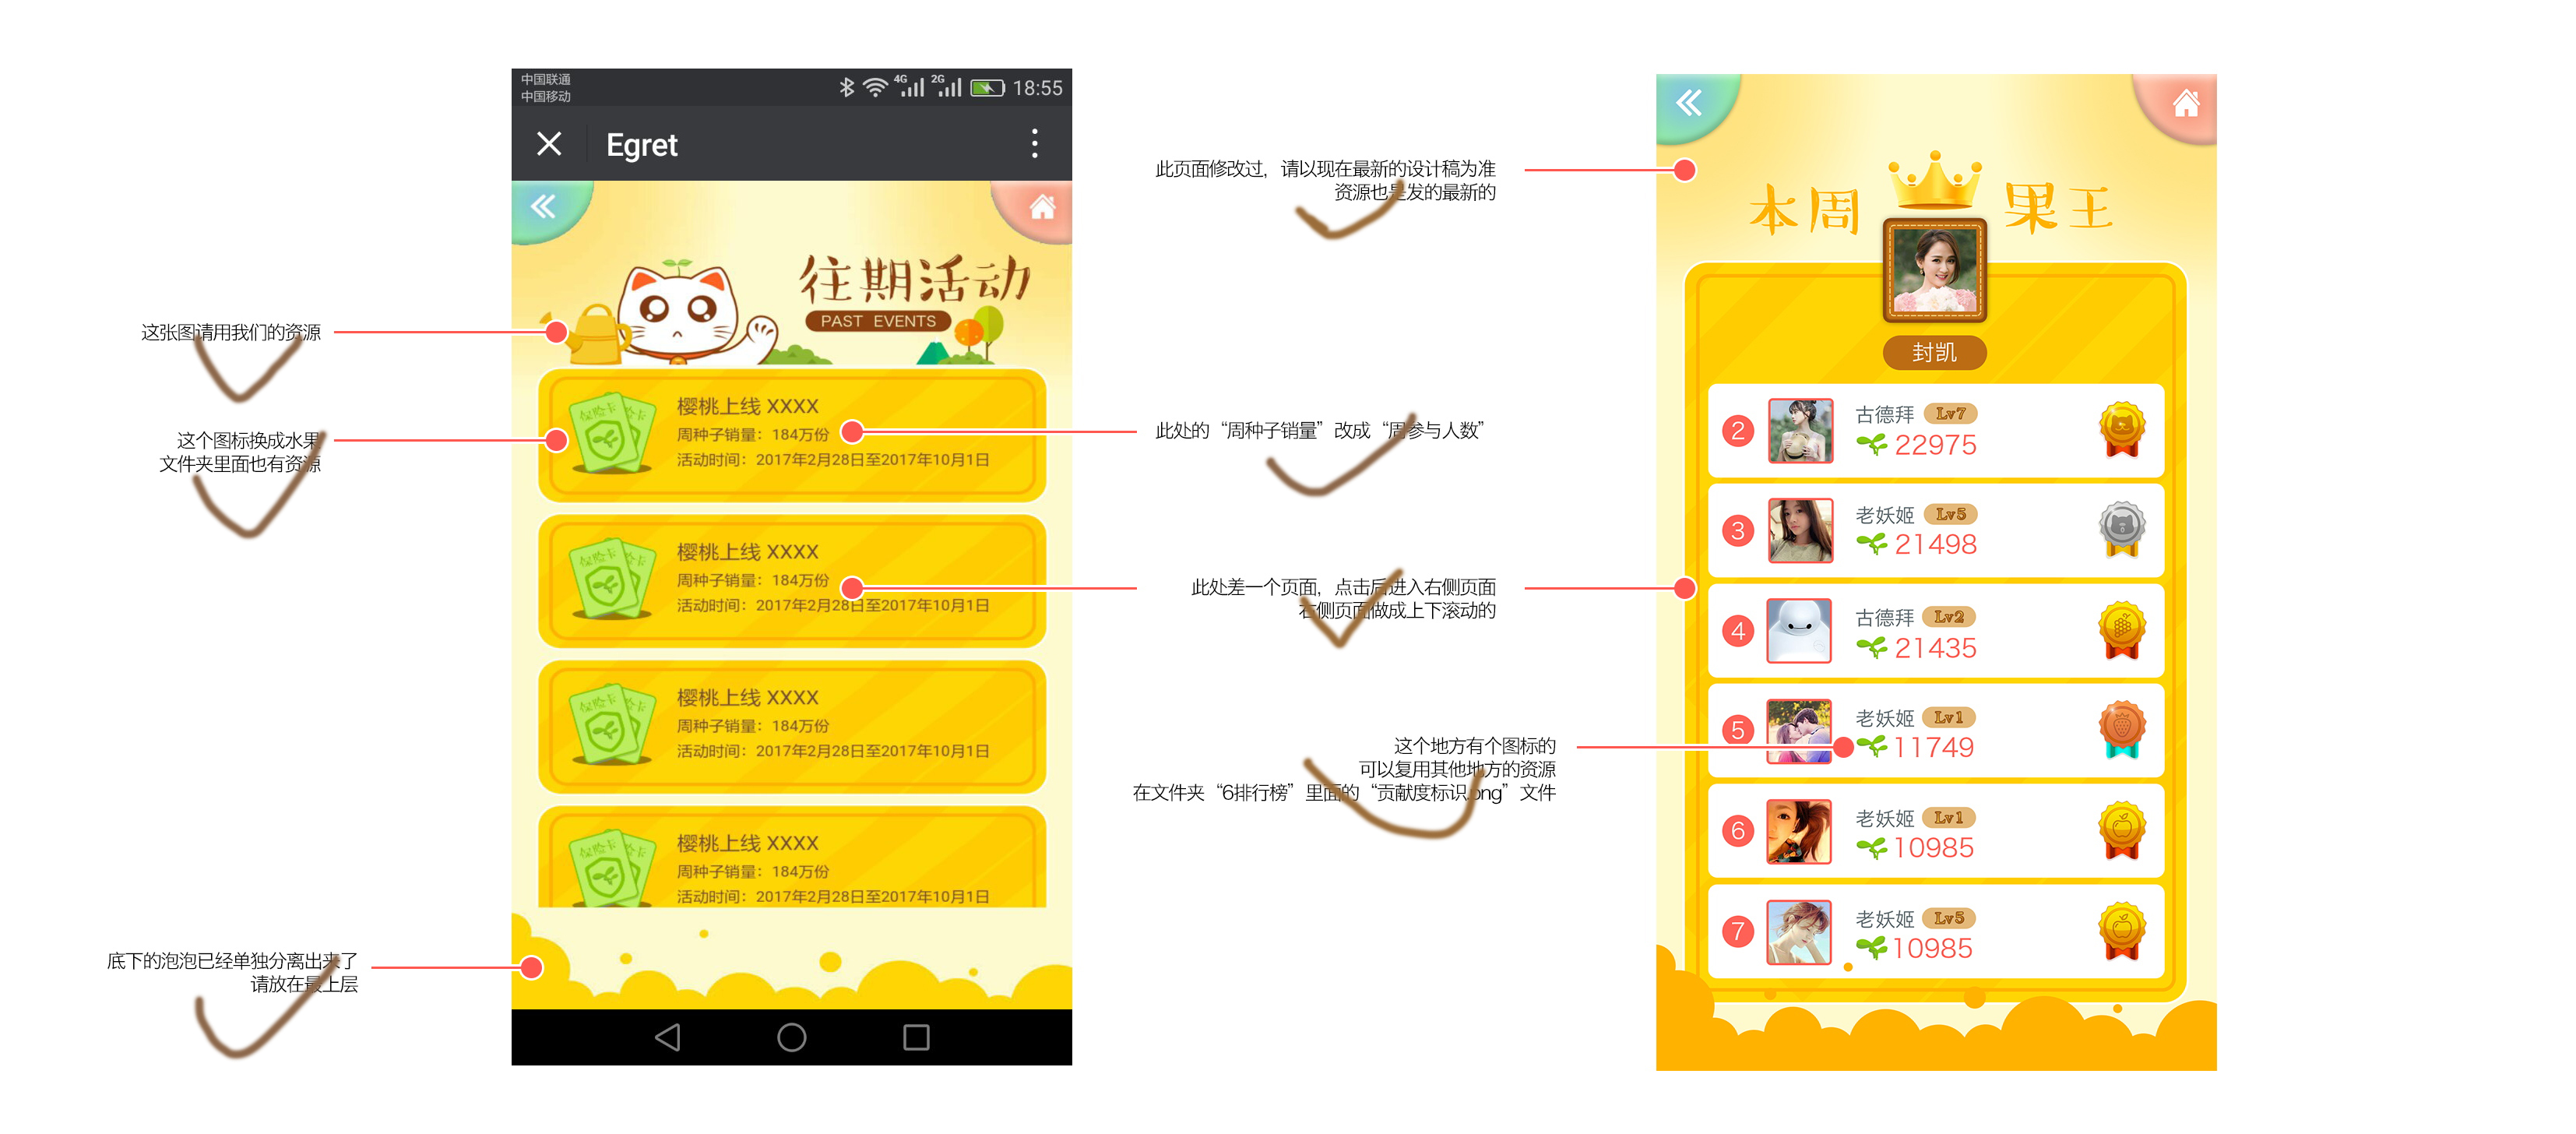 中国联通
中国移动
4G 2G 18:55
Egret
往期活动
PAST EVENTS
这张图请用我们的资源
这个图标换成水果
文件夹里面也有资源
底下的泡泡已经单独分离出来了
请放在最上层
保险卡
樱桃上线 XXXX
周种子销量：184万份
活动时间：2017年2月28日至2017年10月1日
保险卡
樱桃上线 XXXX
周种子销量：184万份
活动时间：2017年2月28日至2017年10月1日
保险卡
樱桃上线 XXXX
周种子销量：184万份
活动时间：2017年2月28日至2017年10月1日
保险卡
樱桃上线 XXXX
周种子销量：184万份
活动时间：2017年2月28日至2017年10月1日
此页面修改过，请以现在最新的设计稿为准
资源也是发的最新的
此处的“周种子销量”改成“周参与人数”
此处差一个页面，点击后进入右侧页面
右侧页面做成上下滚动的
这个地方有个图标的
可以复用其他地方的资源
在文件夹“6排行榜”里面的“贡献度标识.png”文件
本周 果王
封凯
2 古德拜 Lv7
22975
3 老妖姬 Lv5
21498
4 古德拜 Lv2
21435
5 老妖姬 Lv1
11749
6 老妖姬 Lv1
10985
7 老妖姬 Lv5
10985